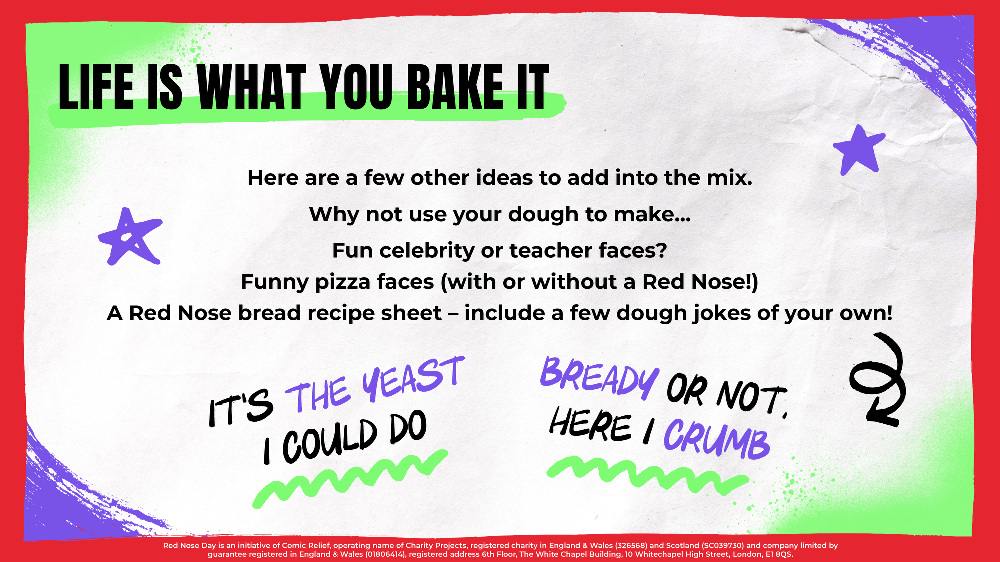 LIFE IS WHAT YOU BAKE IT
Here are a few other ideas to add into the mix.
Why not use your dough to make...
Fun celebrity or teacher faces?
Funny pizza faces (with or without a Red Nose!)
A Red Nose bread recipe sheet – include a few dough jokes of your own!
IT'S THE YEAST
I COULD DO
BREADY OR NOT,
HERE I CRUMB
Red Nose Day is an initiative of Comic Relief, operating name of Charity Projects, registered charity in England & Wales (326568) and Scotland (SC039730) and company limited by
guarantee registered in England & Wales (01806414), registered address 6th Floor, The White Chapel Building, 10 Whitechapel High Street, London, E1 8QS.